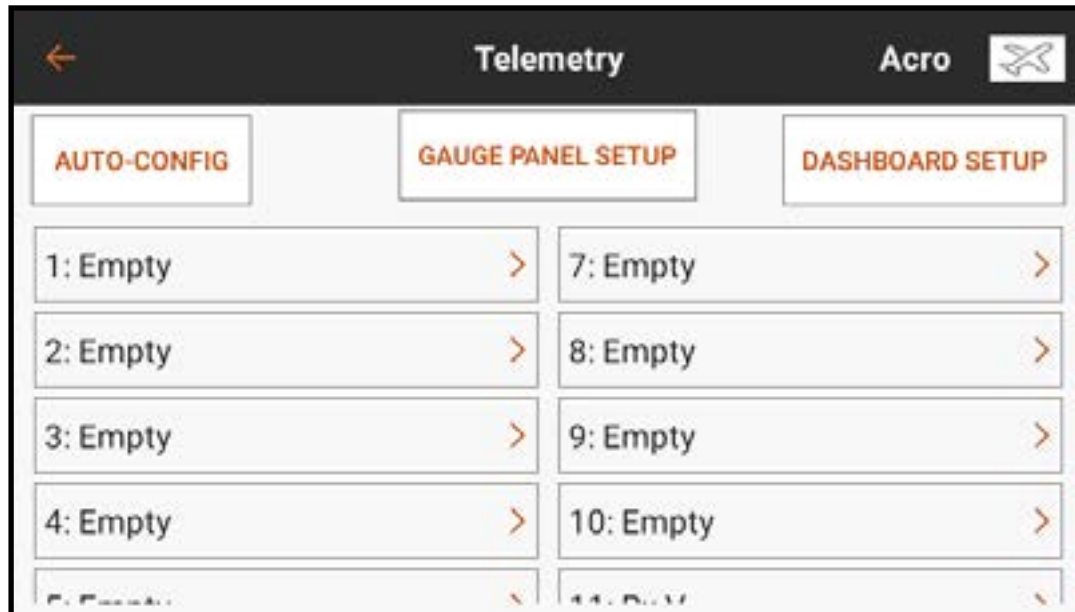 Telemetry Acro
AUTO-CONFIG GAUGE PANEL SETUP DASHBOARD SETUP
1: Empty 7: Empty
2: Empty 8: Empty
3: Empty 9: Empty
4: Empty 10: Empty